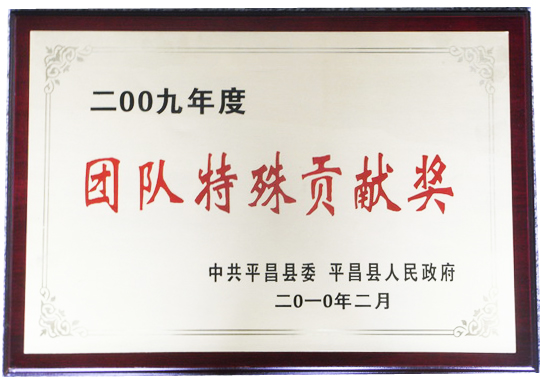 二00九年度
团队特殊贡献奖
中共平昌县委 平昌县人民政府
二0一0年二月